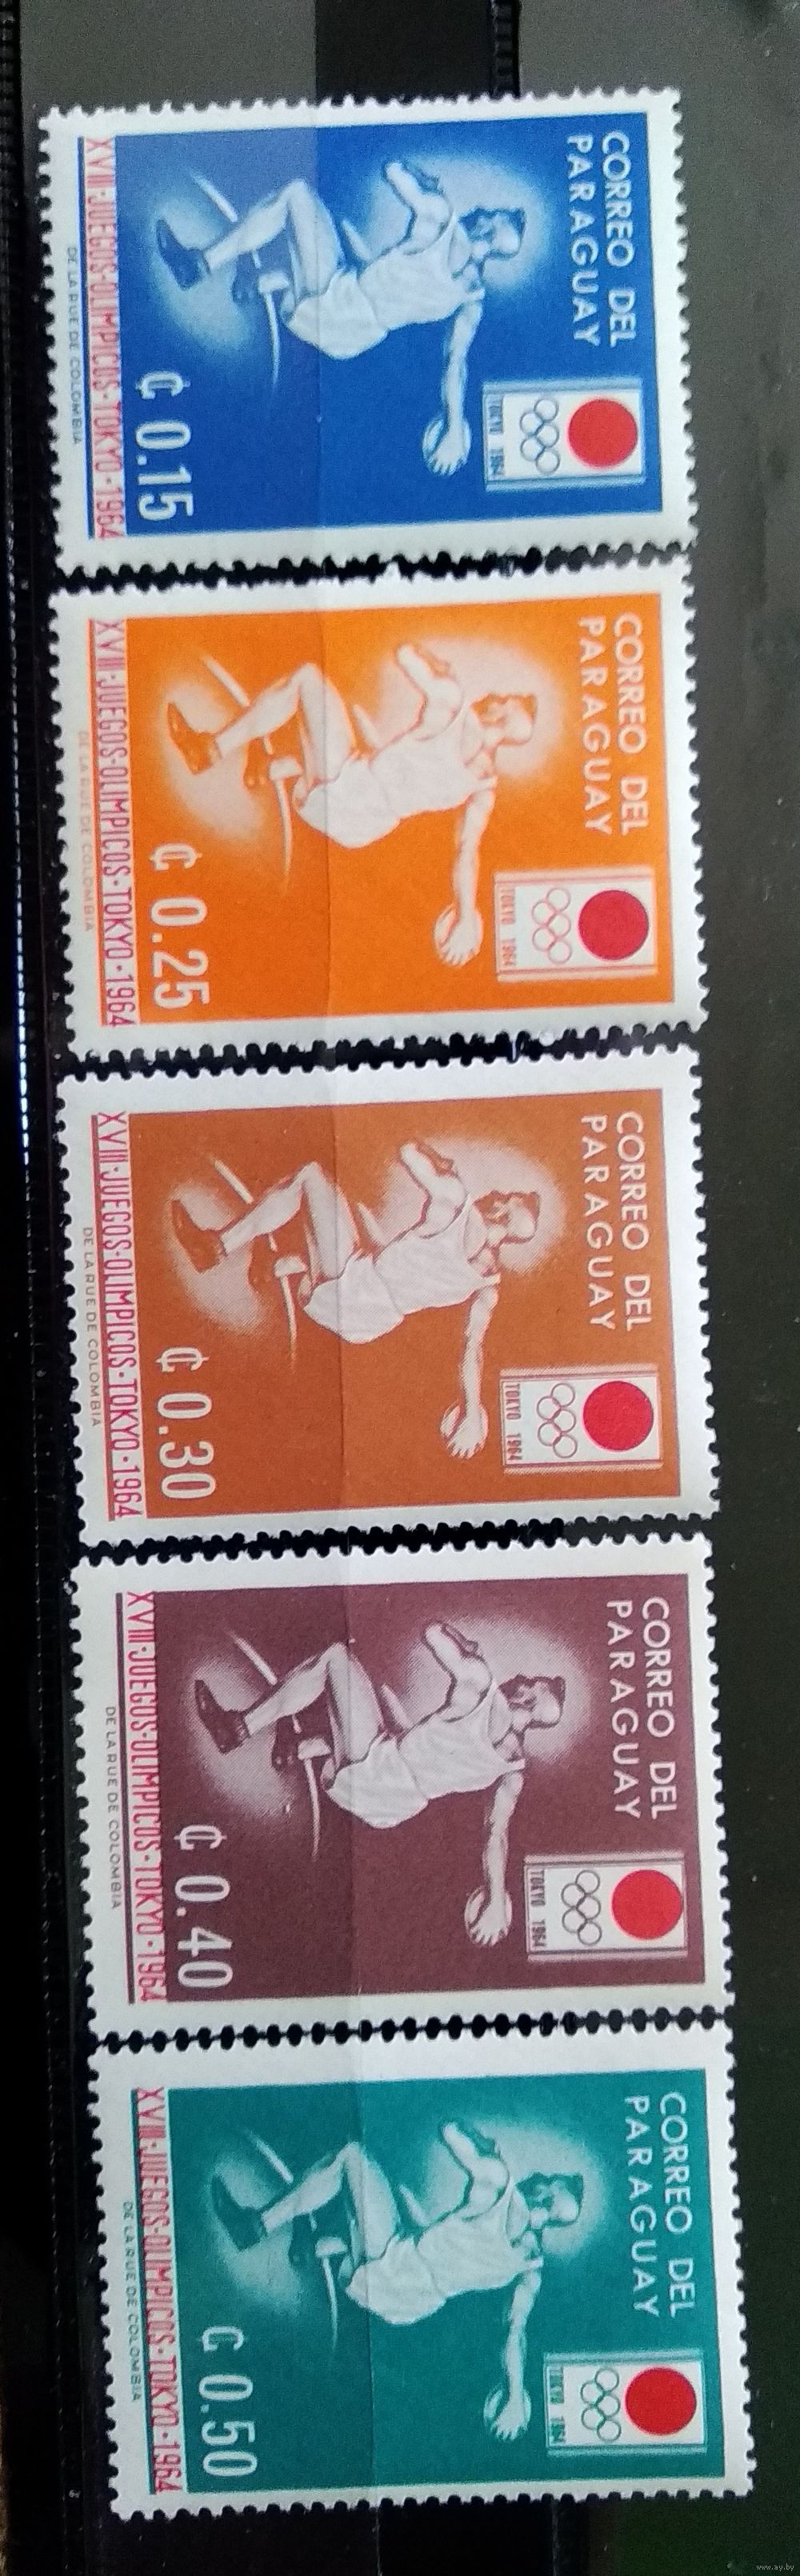 CORREO DEL
PARAGUAY
TOKYO 1964
₵ 0.15
XVIII·JUEGOS·OLIMPICOS·TOKYO·1964
DE LA RUE DE COLOMBIA
CORREO DEL
PARAGUAY
TOKYO 1964
₵ 0.25
XVIII·JUEGOS·OLIMPICOS·TOKYO·1964
DE LA RUE DE COLOMBIA
CORREO DEL
PARAGUAY
TOKYO 1964
₵ 0.30
XVIII·JUEGOS·OLIMPICOS·TOKYO·1964
DE LA RUE DE COLOMBIA
CORREO DEL
PARAGUAY
TOKYO 1964
₵ 0.40
XVIII·JUEGOS·OLIMPICOS·TOKYO·1964
DE LA RUE DE COLOMBIA
CORREO DEL
PARAGUAY
TOKYO 1964
₵ 0.50
XVIII·JUEGOS·OLIMPICOS·TOKYO·1964
DE LA RUE DE COLOMBIA
www.ay.by